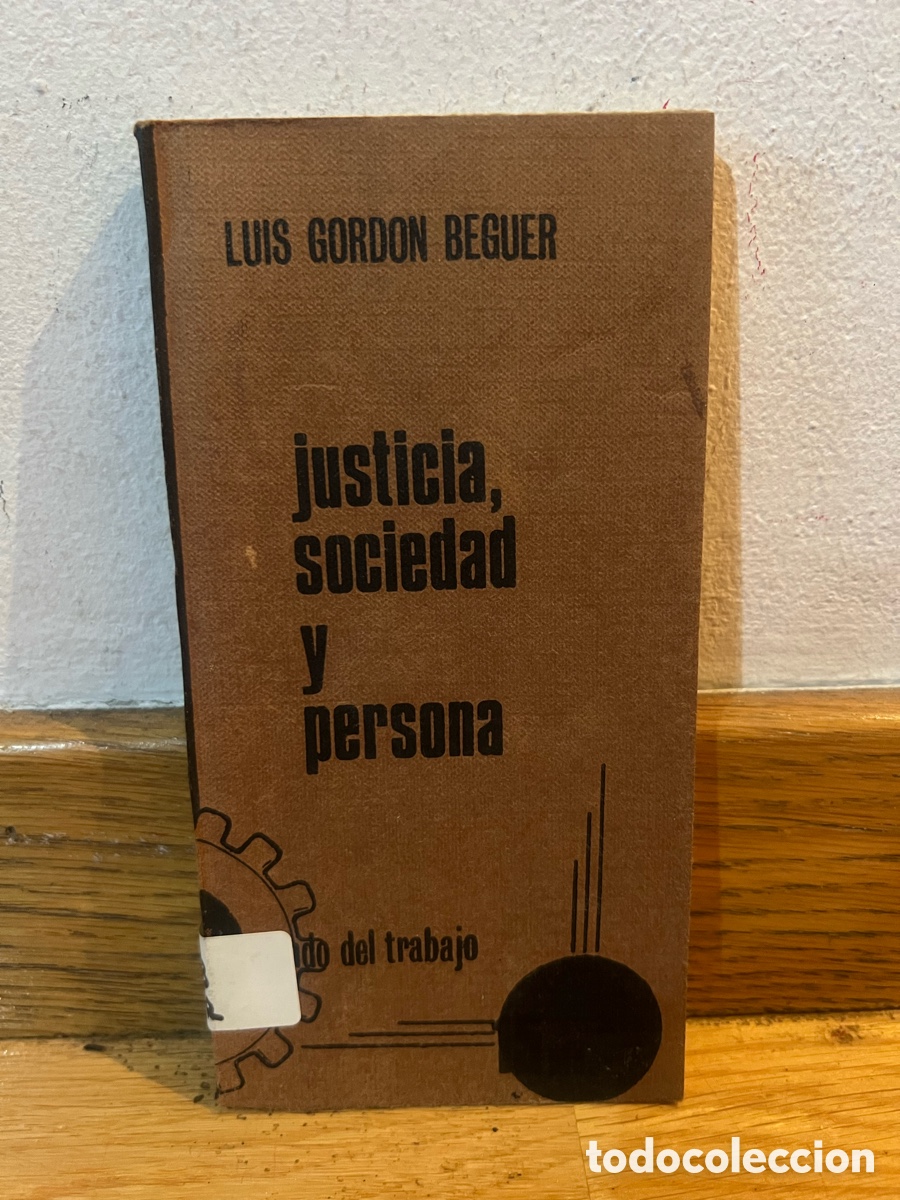 LUIS GORDON BEGUER
justicia,
sociedad
y
persona
do del trabajo
todocoleccion